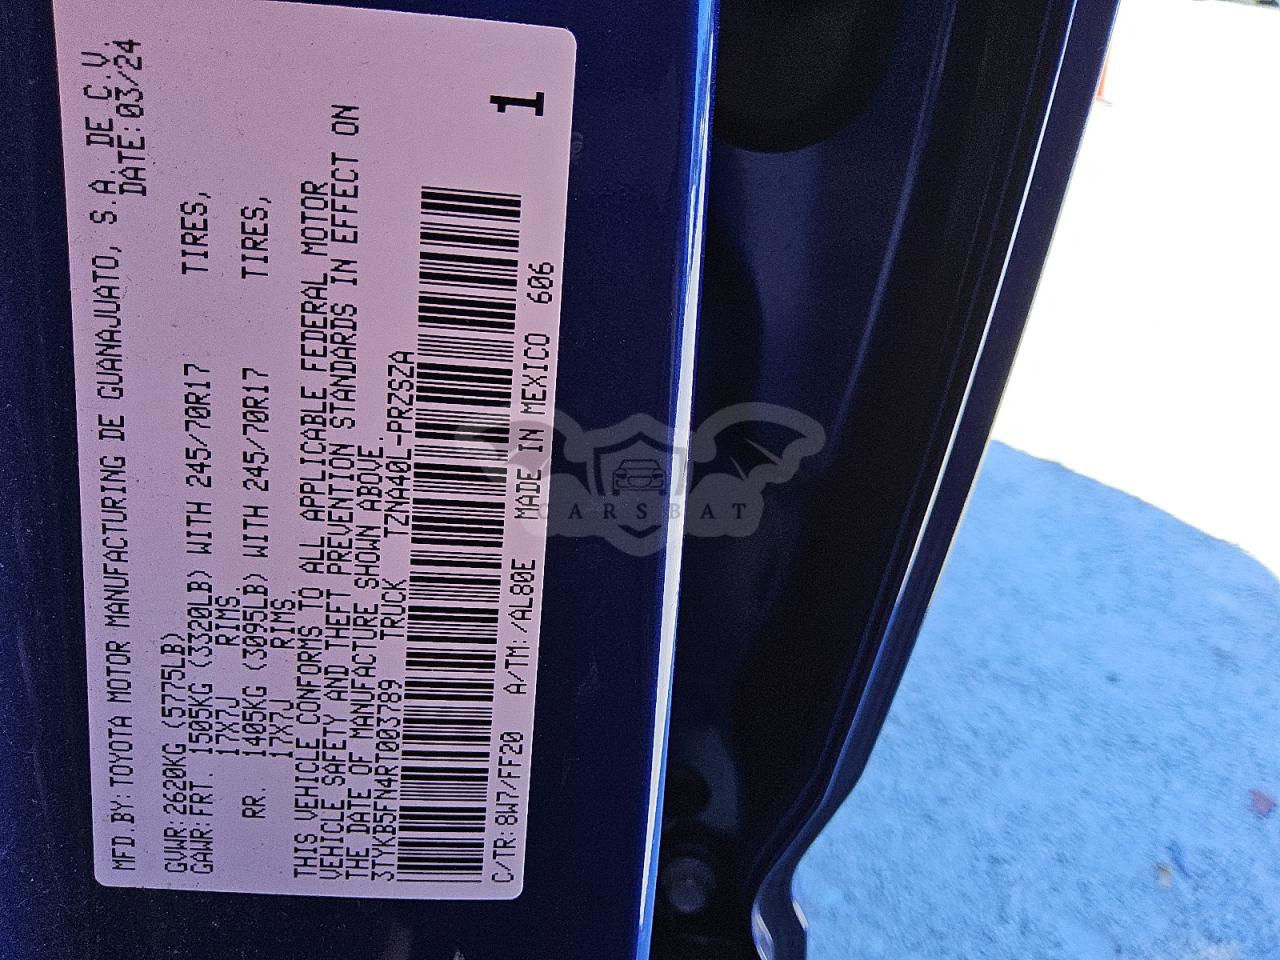 MFD.BY:TOYOTA MOTOR MANUFACTURING DE GUANAJUATO, S.A. DE C.V.
DATE:03/24
GVWR:2620KG (5775LB)
GAWR:FRT. 1505KG (3320LB) WITH 245/70R17 TIRES,
17X7J RIMS
RR. 1405KG (3095LB) WITH 245/70R17 TIRES,
17X7J RIMS.
THIS VEHICLE CONFORMS TO ALL APPLICABLE FEDERAL MOTOR
VEHICLE SAFETY AND THEFT PREVENTION STANDARDS IN EFFECT ON
THE DATE OF MANUFACTURE SHOWN ABOVE.
3TYKB5FN4RT003789 TRUCK TZNA40L-PRZSZA
1
C/TR:8W7/FF20 A/TM:/AL80E MADE IN MEXICO 606
CARSBAT